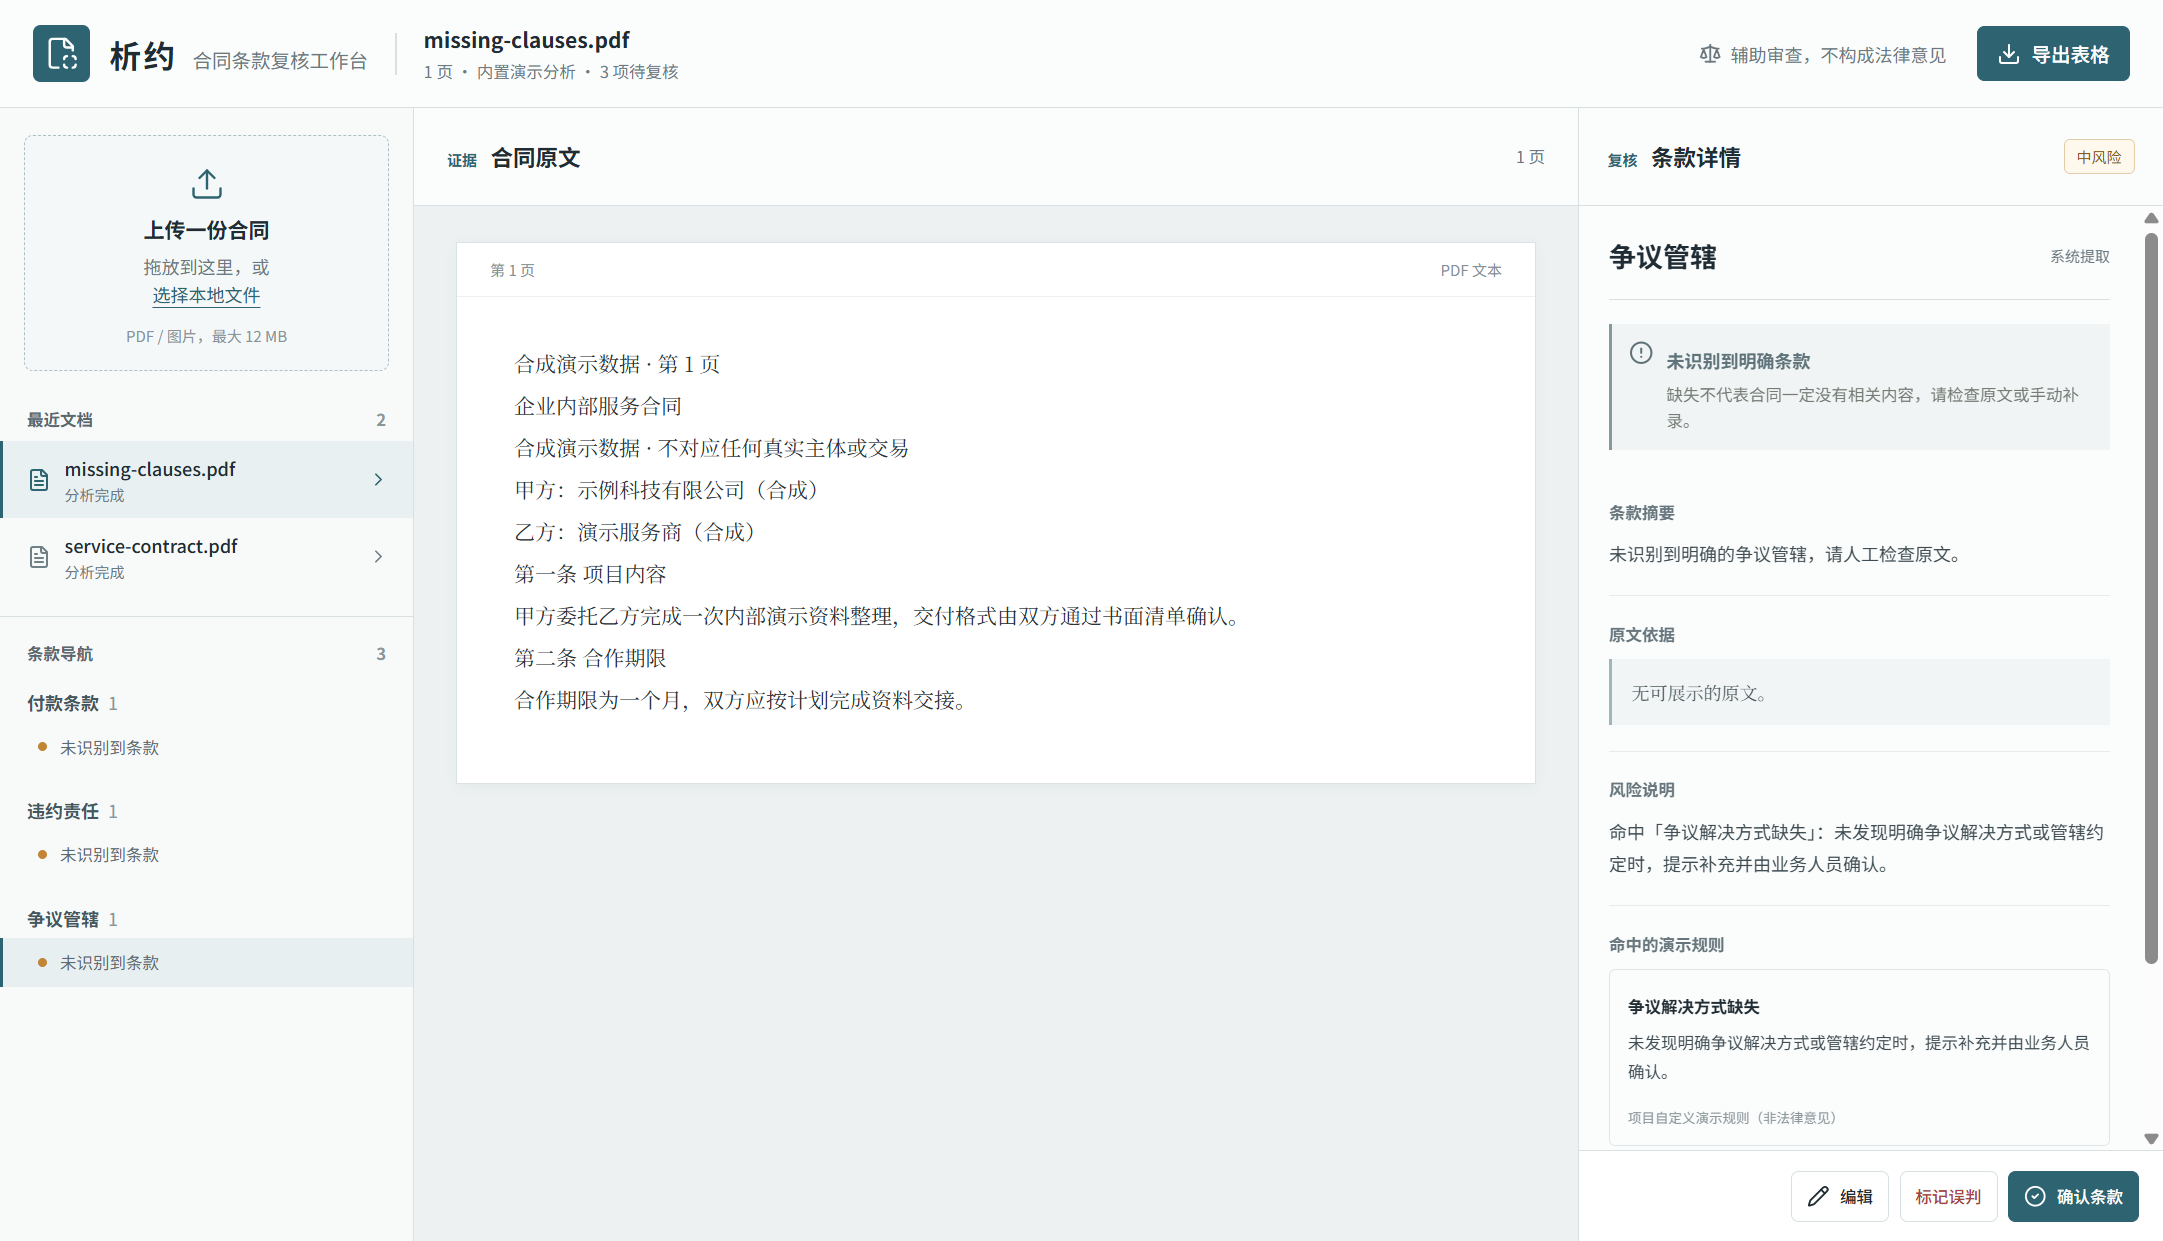 析约
合同条款复核工作台
missing-clauses.pdf
1 页 · 内置演示分析 · 3 项待复核
辅助审查，不构成法律意见
导出表格
上传一份合同
拖放到这里，或
选择本地文件
PDF / 图片，最大 12 MB
最近文档 2
missing-clauses.pdf
分析完成
service-contract.pdf
分析完成
条款导航 3
付款条款 1
未识别到条款
违约责任 1
未识别到条款
争议管辖 1
未识别到条款
证据 合同原文 1 页
第 1 页 PDF 文本
合成演示数据 · 第 1 页
企业内部服务合同
合成演示数据 · 不对应任何真实主体或交易
甲方：示例科技有限公司（合成）
乙方：演示服务商（合成）
第一条 项目内容
甲方委托乙方完成一次内部演示资料整理，交付格式由双方通过书面清单确认。
第二条 合作期限
合作期限为一个月，双方应按计划完成资料交接。
复核 条款详情 中风险
争议管辖 系统提取
未识别到明确条款
缺失不代表合同一定没有相关内容，请检查原文或手动补
录。
条款摘要
未识别到明确的争议管辖，请人工检查原文。
原文依据
无可展示的原文。
风险说明
命中「争议解决方式缺失」：未发现明确争议解决方式或管辖约
定时，提示补充并由业务人员确认。
命中的演示规则
争议解决方式缺失
未发现明确争议解决方式或管辖约定时，提示补充并由业务人员
确认。
项目自定义演示规则（非法律意见）
编辑 标记误判 确认条款